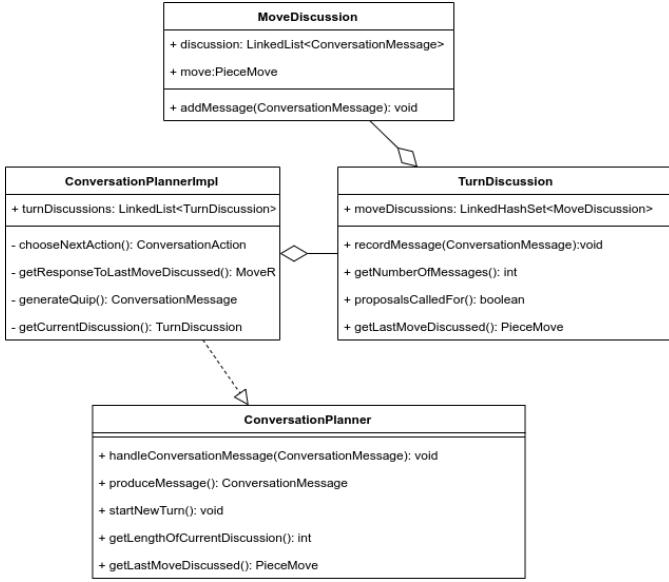 MoveDiscussion
+ discussion: LinkedList<ConversationMessage>
+ move:PieceMove
+ addMessage(ConversationMessage): void
ConversationPlannerImpl
+ turnDiscussions: LinkedList<TurnDiscussion>
- chooseNextAction(): ConversationAction
- getResponseToLastMoveDiscussed(): MoveR
- generateQuip(): ConversationMessage
- getCurrentDiscussion(): TurnDiscussion
TurnDiscussion
+ moveDiscussions: LinkedHashSet<MoveDiscussion>
+ recordMessage(ConversationMessage):void
+ getNumberOfMessages(): int
+ proposalsCalledFor(): boolean
+ getLastMoveDiscussed(): PieceMove
ConversationPlanner
+ handleConversationMessage(ConversationMessage): void
+ produceMessage(): ConversationMessage
+ startNewTurn(): void
+ getLengthOfCurrentDiscussion(): int
+ getLastMoveDiscussed(): PieceMove